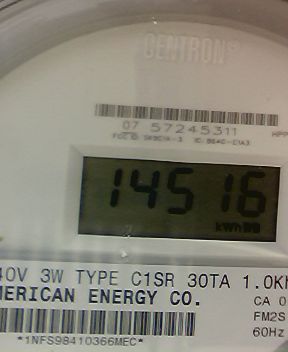 CENTRON®
07 57245311
14516
kWh
40V 3W TYPE C1SR 30TA 1.0Kh
MERICAN ENERGY CO.
CA 0
FM2S
60Hz
*1NFS98410366MEC*